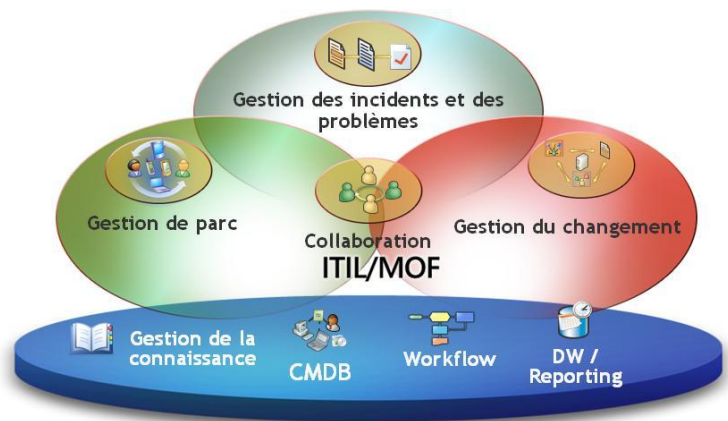 Gestion des incidents et des
problèmes
Gestion de parc
Gestion du changement
Collaboration
ITIL/MOF
Gestion de la
connaissance
CMDB
Workflow
DW /
Reporting